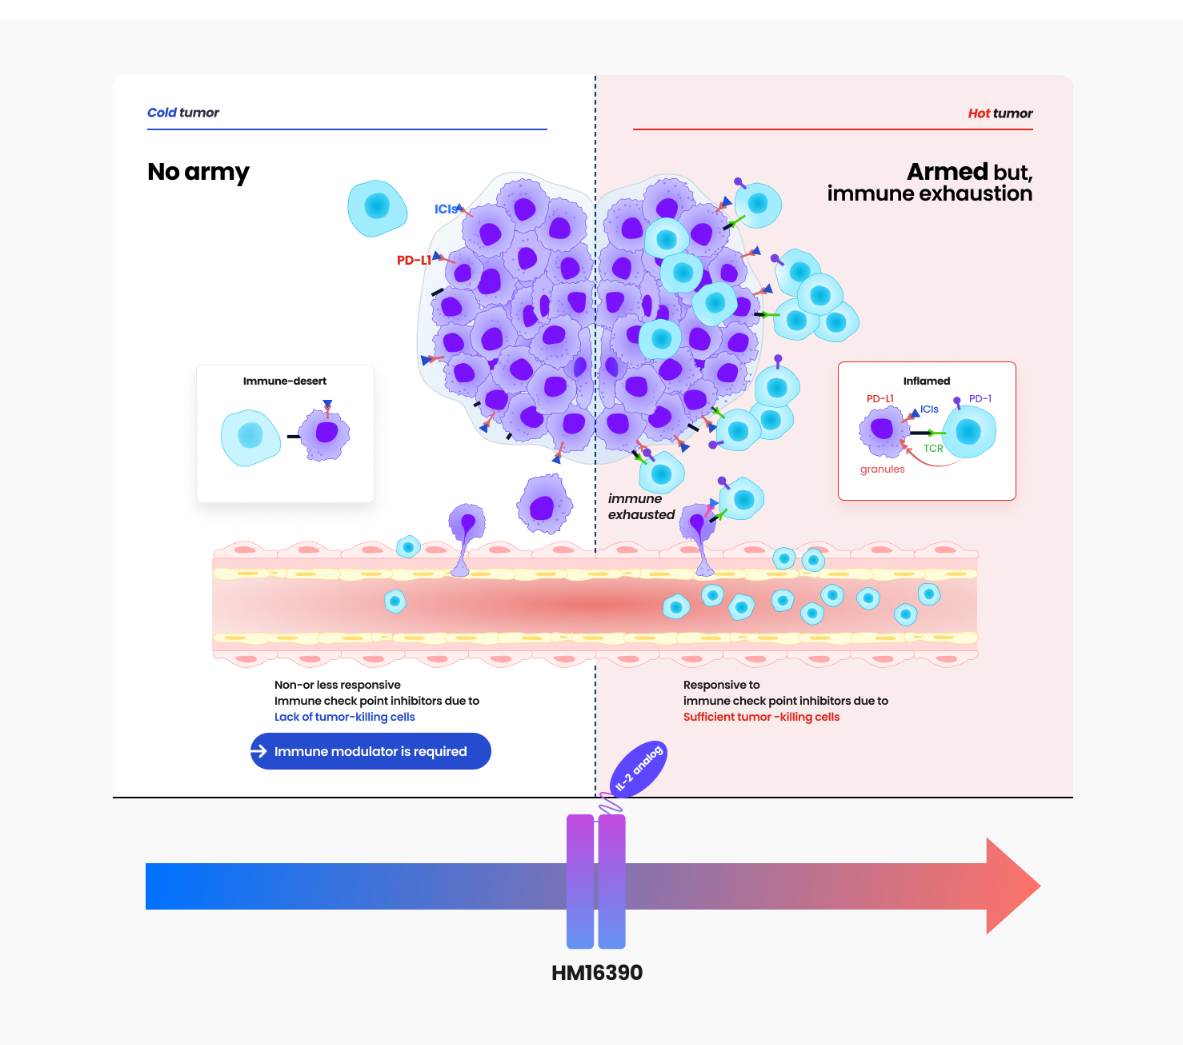 Cold tumor
No army
Hot tumor
Armed but,
immune exhaustion
ICIs
PD-L1
Immune-desert
Inflamed
PD-L1
ICIs
PD-1
TCR
granules
immune
exhausted
Non-or less responsive
Immune check point inhibitors due to
Lack of tumor-killing cells
Immune modulator is required
Responsive to
immune check point inhibitors due to
Sufficient tumor -killing cells
IL-2 analog
HM16390